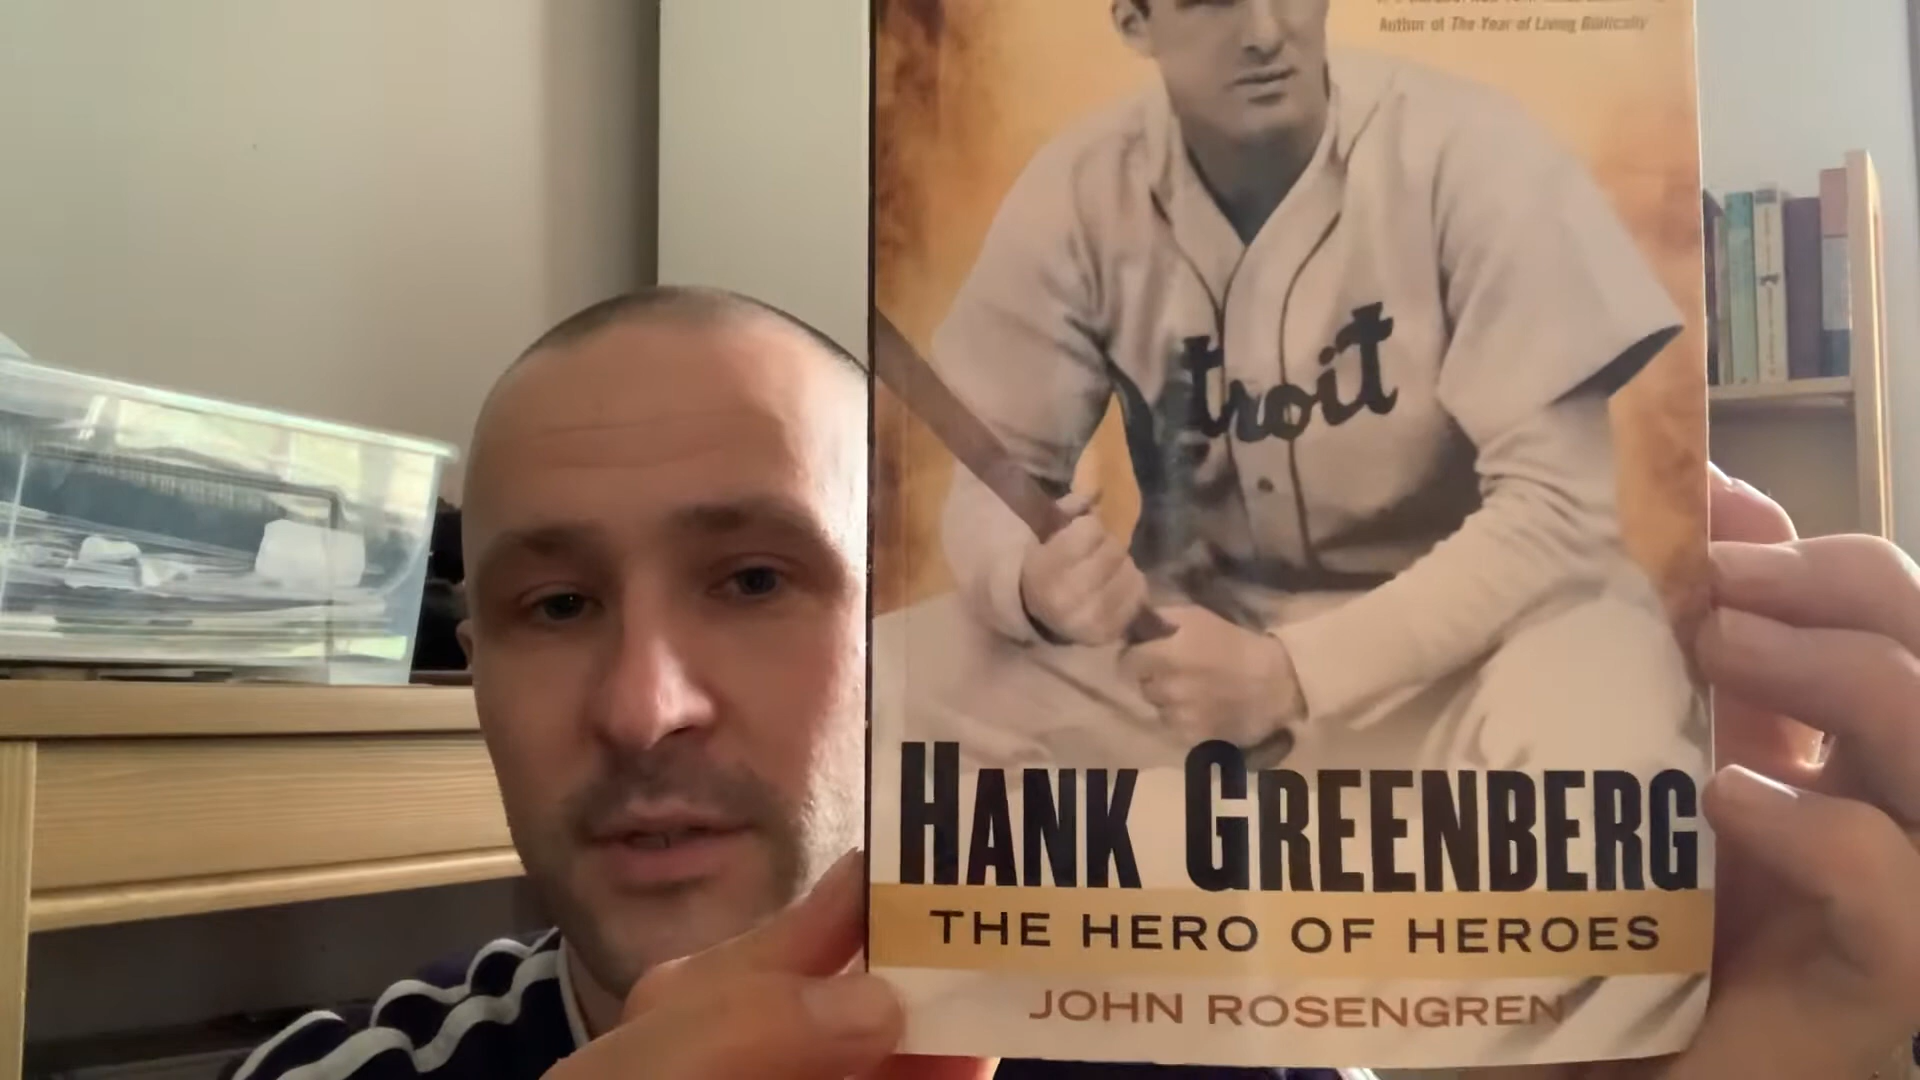 Author of The Year of Living Biblically
troit
HANK GREENBERG
THE HERO OF HEROES
JOHN ROSENGREN